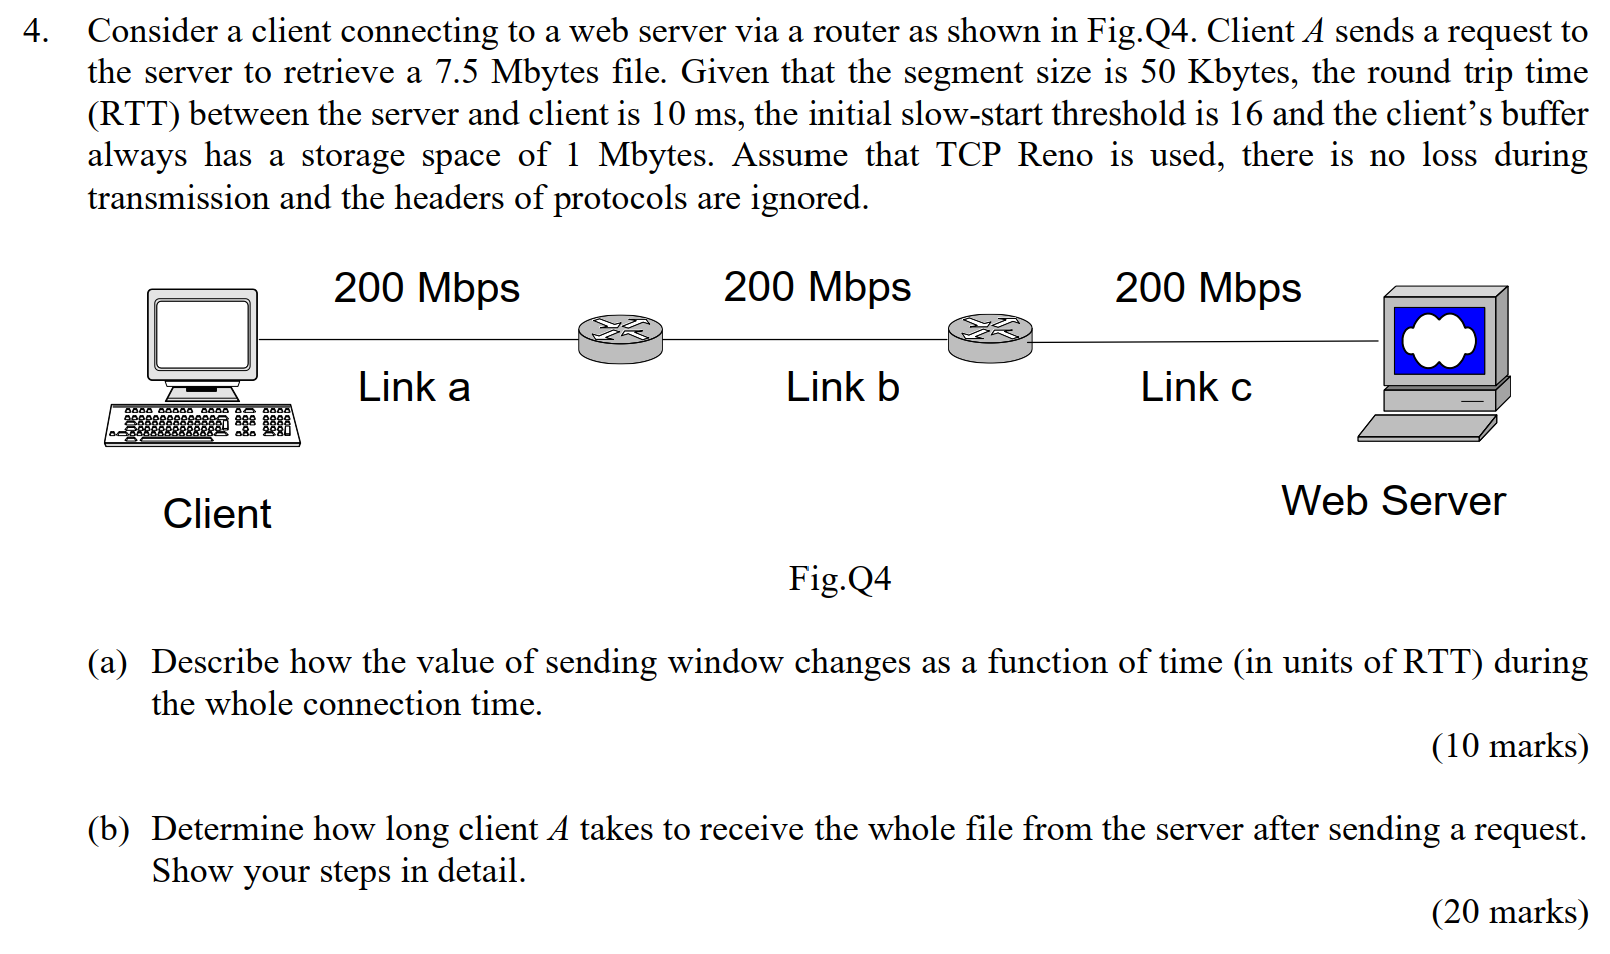 4. Consider a client connecting to a web server via a router as shown in Fig.Q4. Client A sends a request to
the server to retrieve a 7.5 Mbytes file. Given that the segment size is 50 Kbytes, the round trip time
(RTT) between the server and client is 10 ms, the initial slow-start threshold is 16 and the client’s buffer
always has a storage space of 1 Mbytes. Assume that TCP Reno is used, there is no loss during
transmission and the headers of protocols are ignored.
200 Mbps 200 Mbps 200 Mbps
Link a Link b Link c
Client Web Server
Fig.Q4
(a) Describe how the value of sending window changes as a function of time (in units of RTT) during
the whole connection time.
(10 marks)
(b) Determine how long client A takes to receive the whole file from the server after sending a request.
Show your steps in detail.
(20 marks)